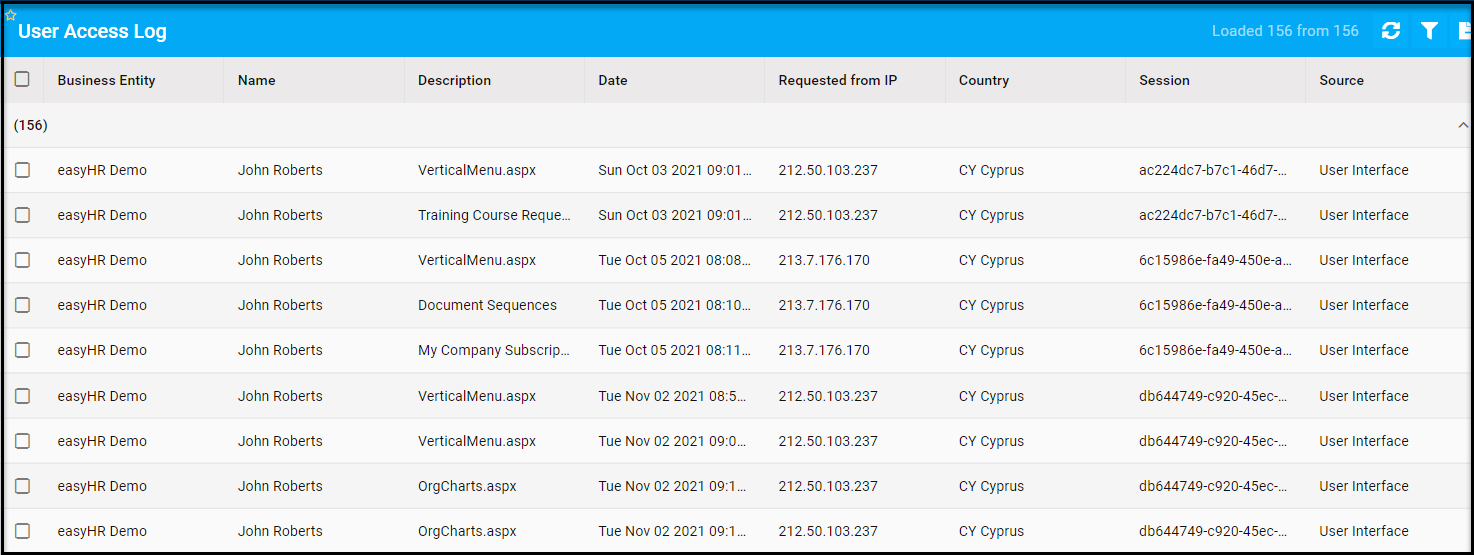 User Access Log Loaded 156 from 156
Business Entity Name Description Date Requested from IP Country Session Source
(156)
easyHR Demo John Roberts VerticalMenu.aspx Sun Oct 03 2021 09:01... 212.50.103.237 CY Cyprus ac224dc7-b7c1-46d7-... User Interface
easyHR Demo John Roberts Training Course Reque... Sun Oct 03 2021 09:01... 212.50.103.237 CY Cyprus ac224dc7-b7c1-46d7-... User Interface
easyHR Demo John Roberts VerticalMenu.aspx Tue Oct 05 2021 08:08... 213.7.176.170 CY Cyprus 6c15986e-fa49-450e-a... User Interface
easyHR Demo John Roberts Document Sequences Tue Oct 05 2021 08:10... 213.7.176.170 CY Cyprus 6c15986e-fa49-450e-a... User Interface
easyHR Demo John Roberts My Company Subscrip... Tue Oct 05 2021 08:11... 213.7.176.170 CY Cyprus 6c15986e-fa49-450e-a... User Interface
easyHR Demo John Roberts VerticalMenu.aspx Tue Nov 02 2021 08:5... 212.50.103.237 CY Cyprus db644749-c920-45ec-... User Interface
easyHR Demo John Roberts VerticalMenu.aspx Tue Nov 02 2021 09:0... 212.50.103.237 CY Cyprus db644749-c920-45ec-... User Interface
easyHR Demo John Roberts OrgCharts.aspx Tue Nov 02 2021 09:1... 212.50.103.237 CY Cyprus db644749-c920-45ec-... User Interface
easyHR Demo John Roberts OrgCharts.aspx Tue Nov 02 2021 09:1... 212.50.103.237 CY Cyprus db644749-c920-45ec-... User Interface